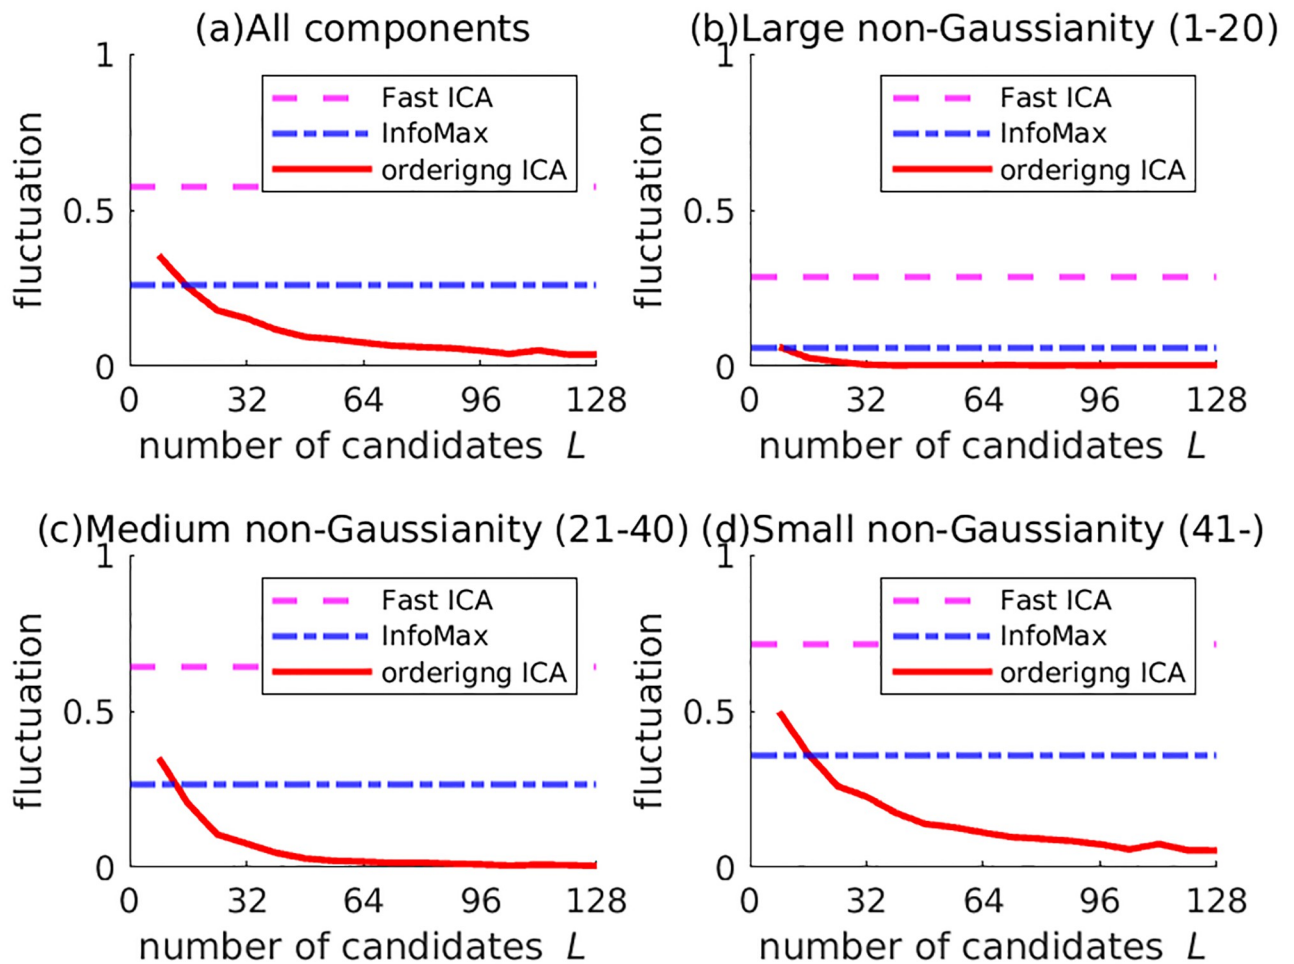 (a)All components
1
0.5
0
fluctuation
Fast ICA
InfoMax
orderigng ICA
0 32 64 96 128
number of candidates L
(b)Large non-Gaussianity (1-20)
1
0.5
0
fluctuation
Fast ICA
InfoMax
orderigng ICA
0 32 64 96 128
number of candidates L
(c)Medium non-Gaussianity (21-40)
1
0.5
0
fluctuation
Fast ICA
InfoMax
orderigng ICA
0 32 64 96 128
number of candidates L
(d)Small non-Gaussianity (41-)
1
0.5
0
fluctuation
Fast ICA
InfoMax
orderigng ICA
0 32 64 96 128
number of candidates L